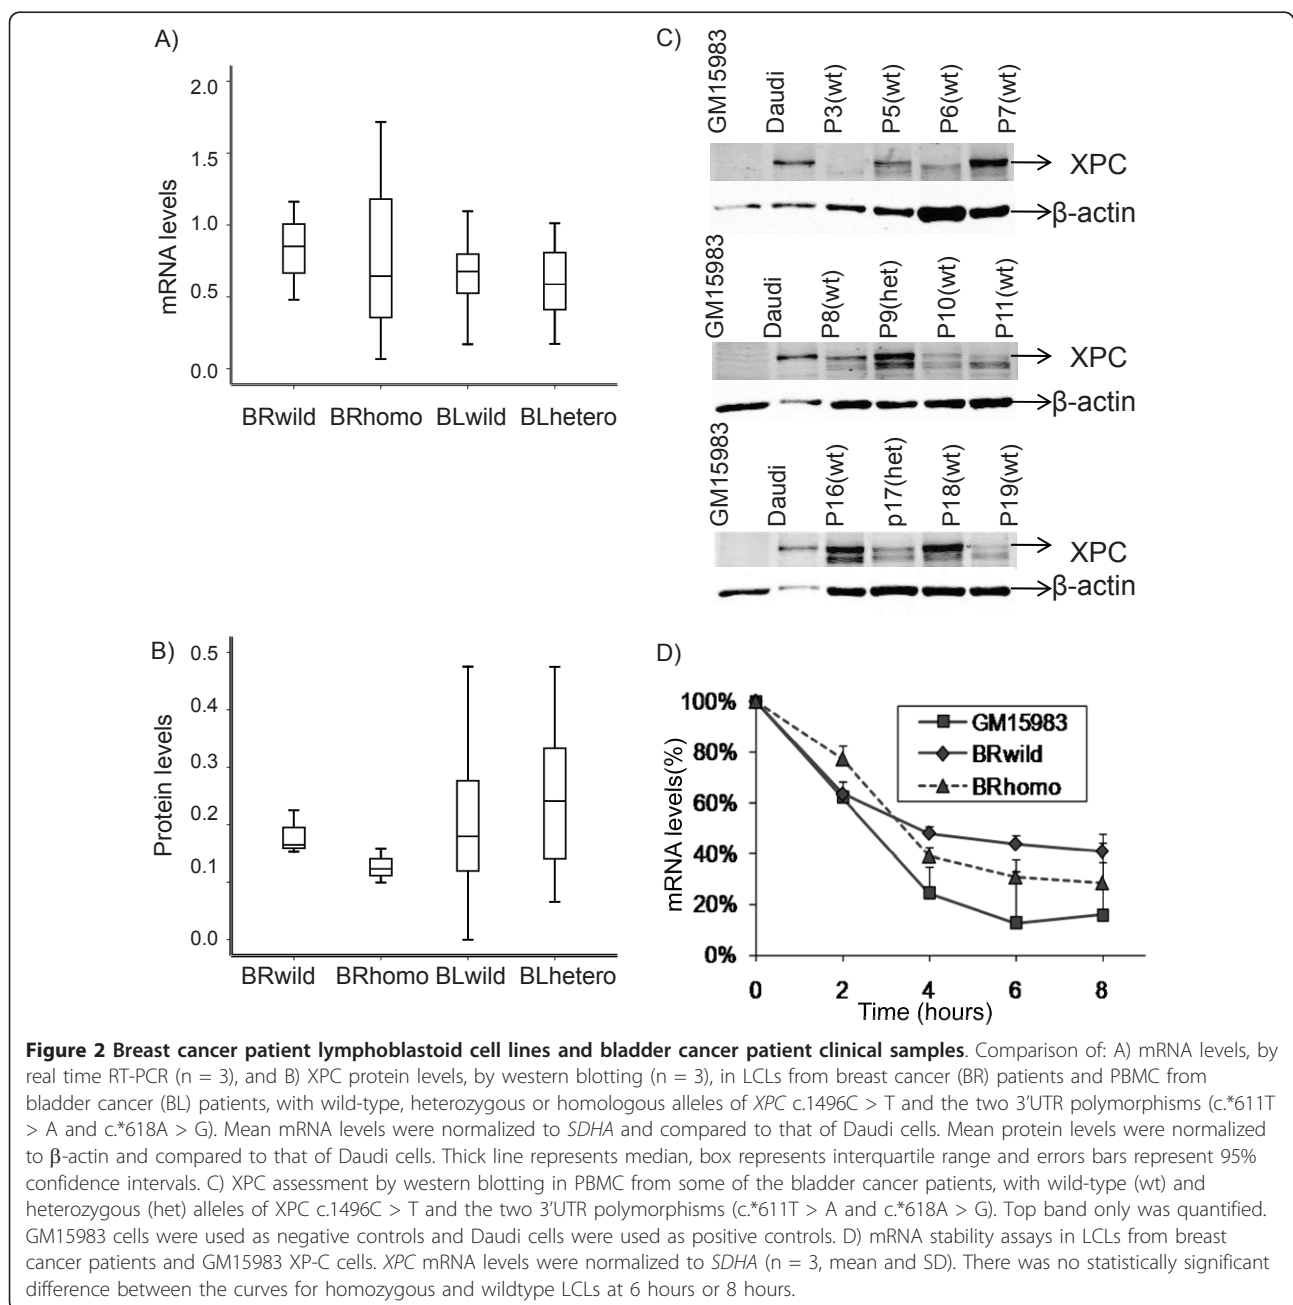 A)
2.0
1.5
1.0
0.5
0.0
mRNA levels
BRwild BRhomo BLwild BLhetero
B)
0.5
0.4
0.3
0.2
0.1
0.0
Protein levels
BRwild BRhomo BLwild BLhetero
C)
GM15983 Daudi P3(wt) P5(wt) P6(wt) P7(wt)
XPC
β-actin
GM15983 Daudi P8(wt) P9(het) P10(wt) P11(wt)
XPC
β-actin
GM15983 Daudi P16(wt) p17(het) P18(wt) P19(wt)
XPC
β-actin
D)
100%
80%
60%
40%
20%
0%
mRNA levels(%)
GM15983
BRwild
BRhomo
0 2 4 6 8
Time (hours)
Figure 2 Breast cancer patient lymphoblastoid cell lines and bladder cancer patient clinical samples. Comparison of: A) mRNA levels, by
real time RT-PCR (n = 3), and B) XPC protein levels, by western blotting (n = 3), in LCLs from breast cancer (BR) patients and PBMC from
bladder cancer (BL) patients, with wild-type, heterozygous or homologous alleles of XPC c.1496C > T and the two 3'UTR polymorphisms (c.*611T
> A and c.*618A > G). Mean mRNA levels were normalized to SDHA and compared to that of Daudi cells. Mean protein levels were normalized
to β-actin and compared to that of Daudi cells. Thick line represents median, box represents interquartile range and errors bars represent 95%
confidence intervals. C) XPC assessment by western blotting in PBMC from some of the bladder cancer patients, with wild-type (wt) and
heterozygous (het) alleles of XPC c.1496C > T and the two 3'UTR polymorphisms (c.*611T > A and c.*618A > G). Top band only was quantified.
GM15983 cells were used as negative controls and Daudi cells were used as positive controls. D) mRNA stability assays in LCLs from breast
cancer patients and GM15983 XP-C cells. XPC mRNA levels were normalized to SDHA (n = 3, mean and SD). There was no statistically significant
difference between the curves for homozygous and wildtype LCLs at 6 hours or 8 hours.